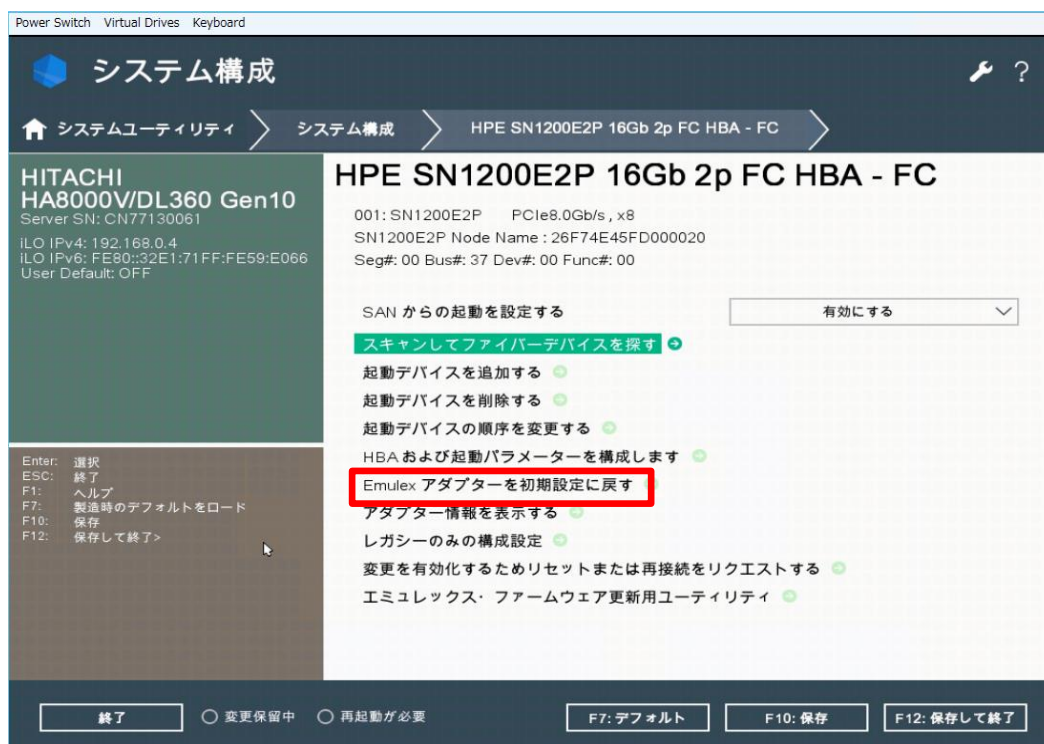 Power Switch Virtual Drives Keyboard
システム構成
?
システムユーティリティ
システム構成
HPE SN1200E2P 16Gb 2p FC HBA - FC
HITACHI
HA8000V/DL360 Gen10
Server SN: CN77130061
iLO IPv4: 192.168.0.4
iLO IPv6: FE80::32E1:71FF:FE59:E066
User Default: OFF
Enter: 選択
ESC: 終了
F1: ヘルプ
F7: 製造時のデフォルトをロード
F10: 保存
F12: 保存して終了>
HPE SN1200E2P 16Gb 2p FC HBA - FC
001: SN1200E2P PCIe8.0Gb/s , x8
SN1200E2P Node Name : 26F74E45FD000020
Seg#: 00 Bus#: 37 Dev#: 00 Func#: 00
SAN からの起動を設定する 有効にする
スキャンしてファイバーデバイスを探す
起動デバイスを追加する
起動デバイスを削除する
起動デバイスの順序を変更する
HBA および起動パラメーターを構成します
Emulex アダプターを初期設定に戻す
アダプター情報を表示する
レガシーのみの構成設定
変更を有効化するためリセットまたは再接続をリクエストする
エミュレックス・ファームウェア更新用ユーティリティ
終了
変更保留中
再起動が必要
F7: デフォルト
F10: 保存
F12: 保存して終了